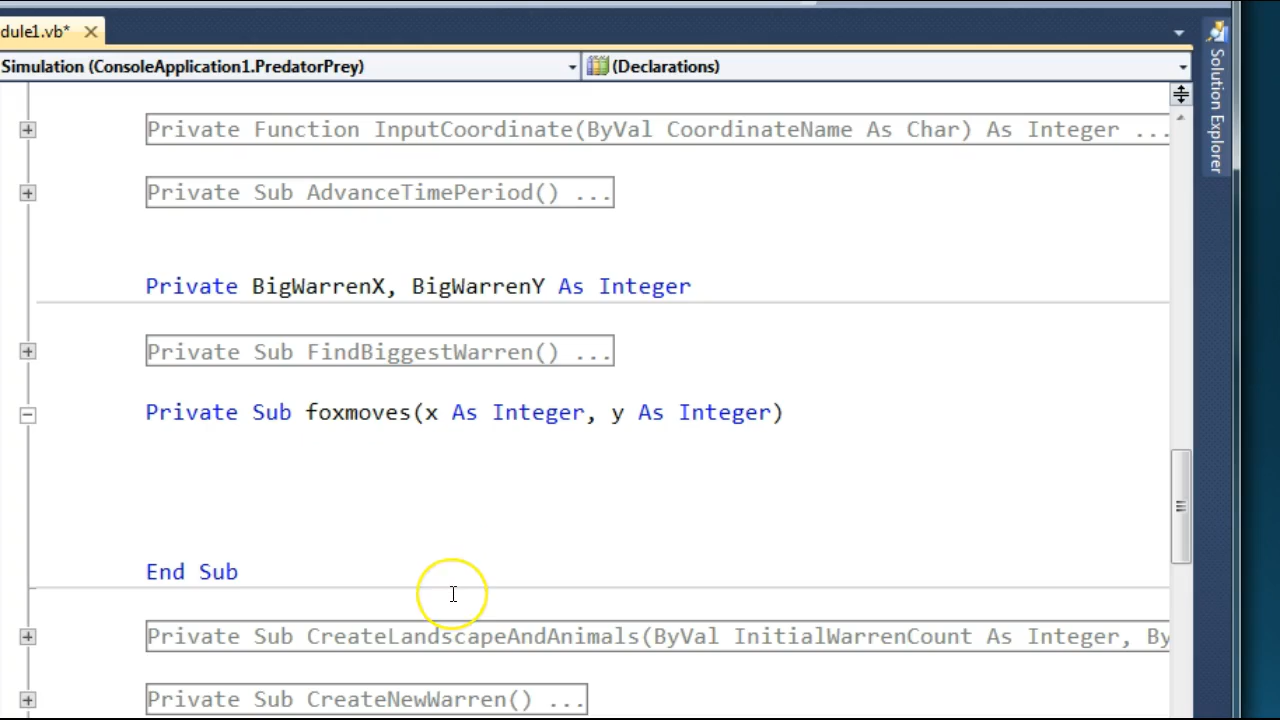 dule1.vb*
Simulation (ConsoleApplication1.PredatorPrey) (Declarations)
Solution Explorer
Private Function InputCoordinate(ByVal CoordinateName As Char) As Integer ...
Private Sub AdvanceTimePeriod() ...
Private BigWarrenX, BigWarrenY As Integer
Private Sub FindBiggestWarren() ...
Private Sub foxmoves(x As Integer, y As Integer)
End Sub
Private Sub CreateLandscapeAndAnimals(ByVal InitialWarrenCount As Integer, By
Private Sub CreateNewWarren() ...